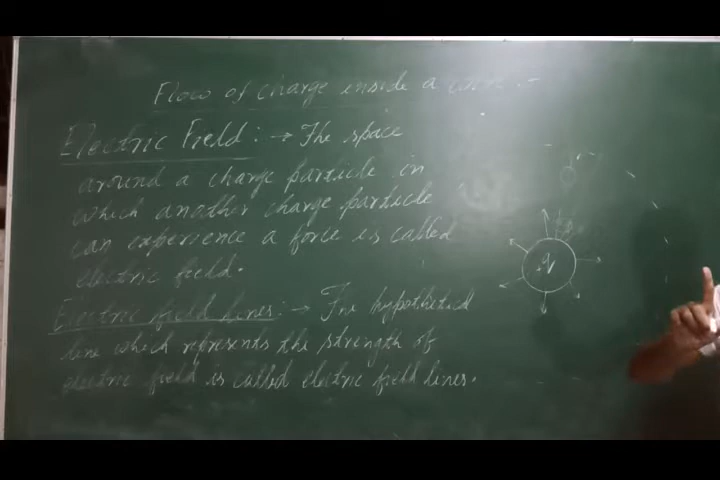 Flow of charge inside a wire :-
Electric Field : → The space
around a charge particle in
which another charge particle
can experience a force is called
electric field.
Electric field lines : → The hypothetical
line which represents the strength of
electric field is called electric field lines.
+q